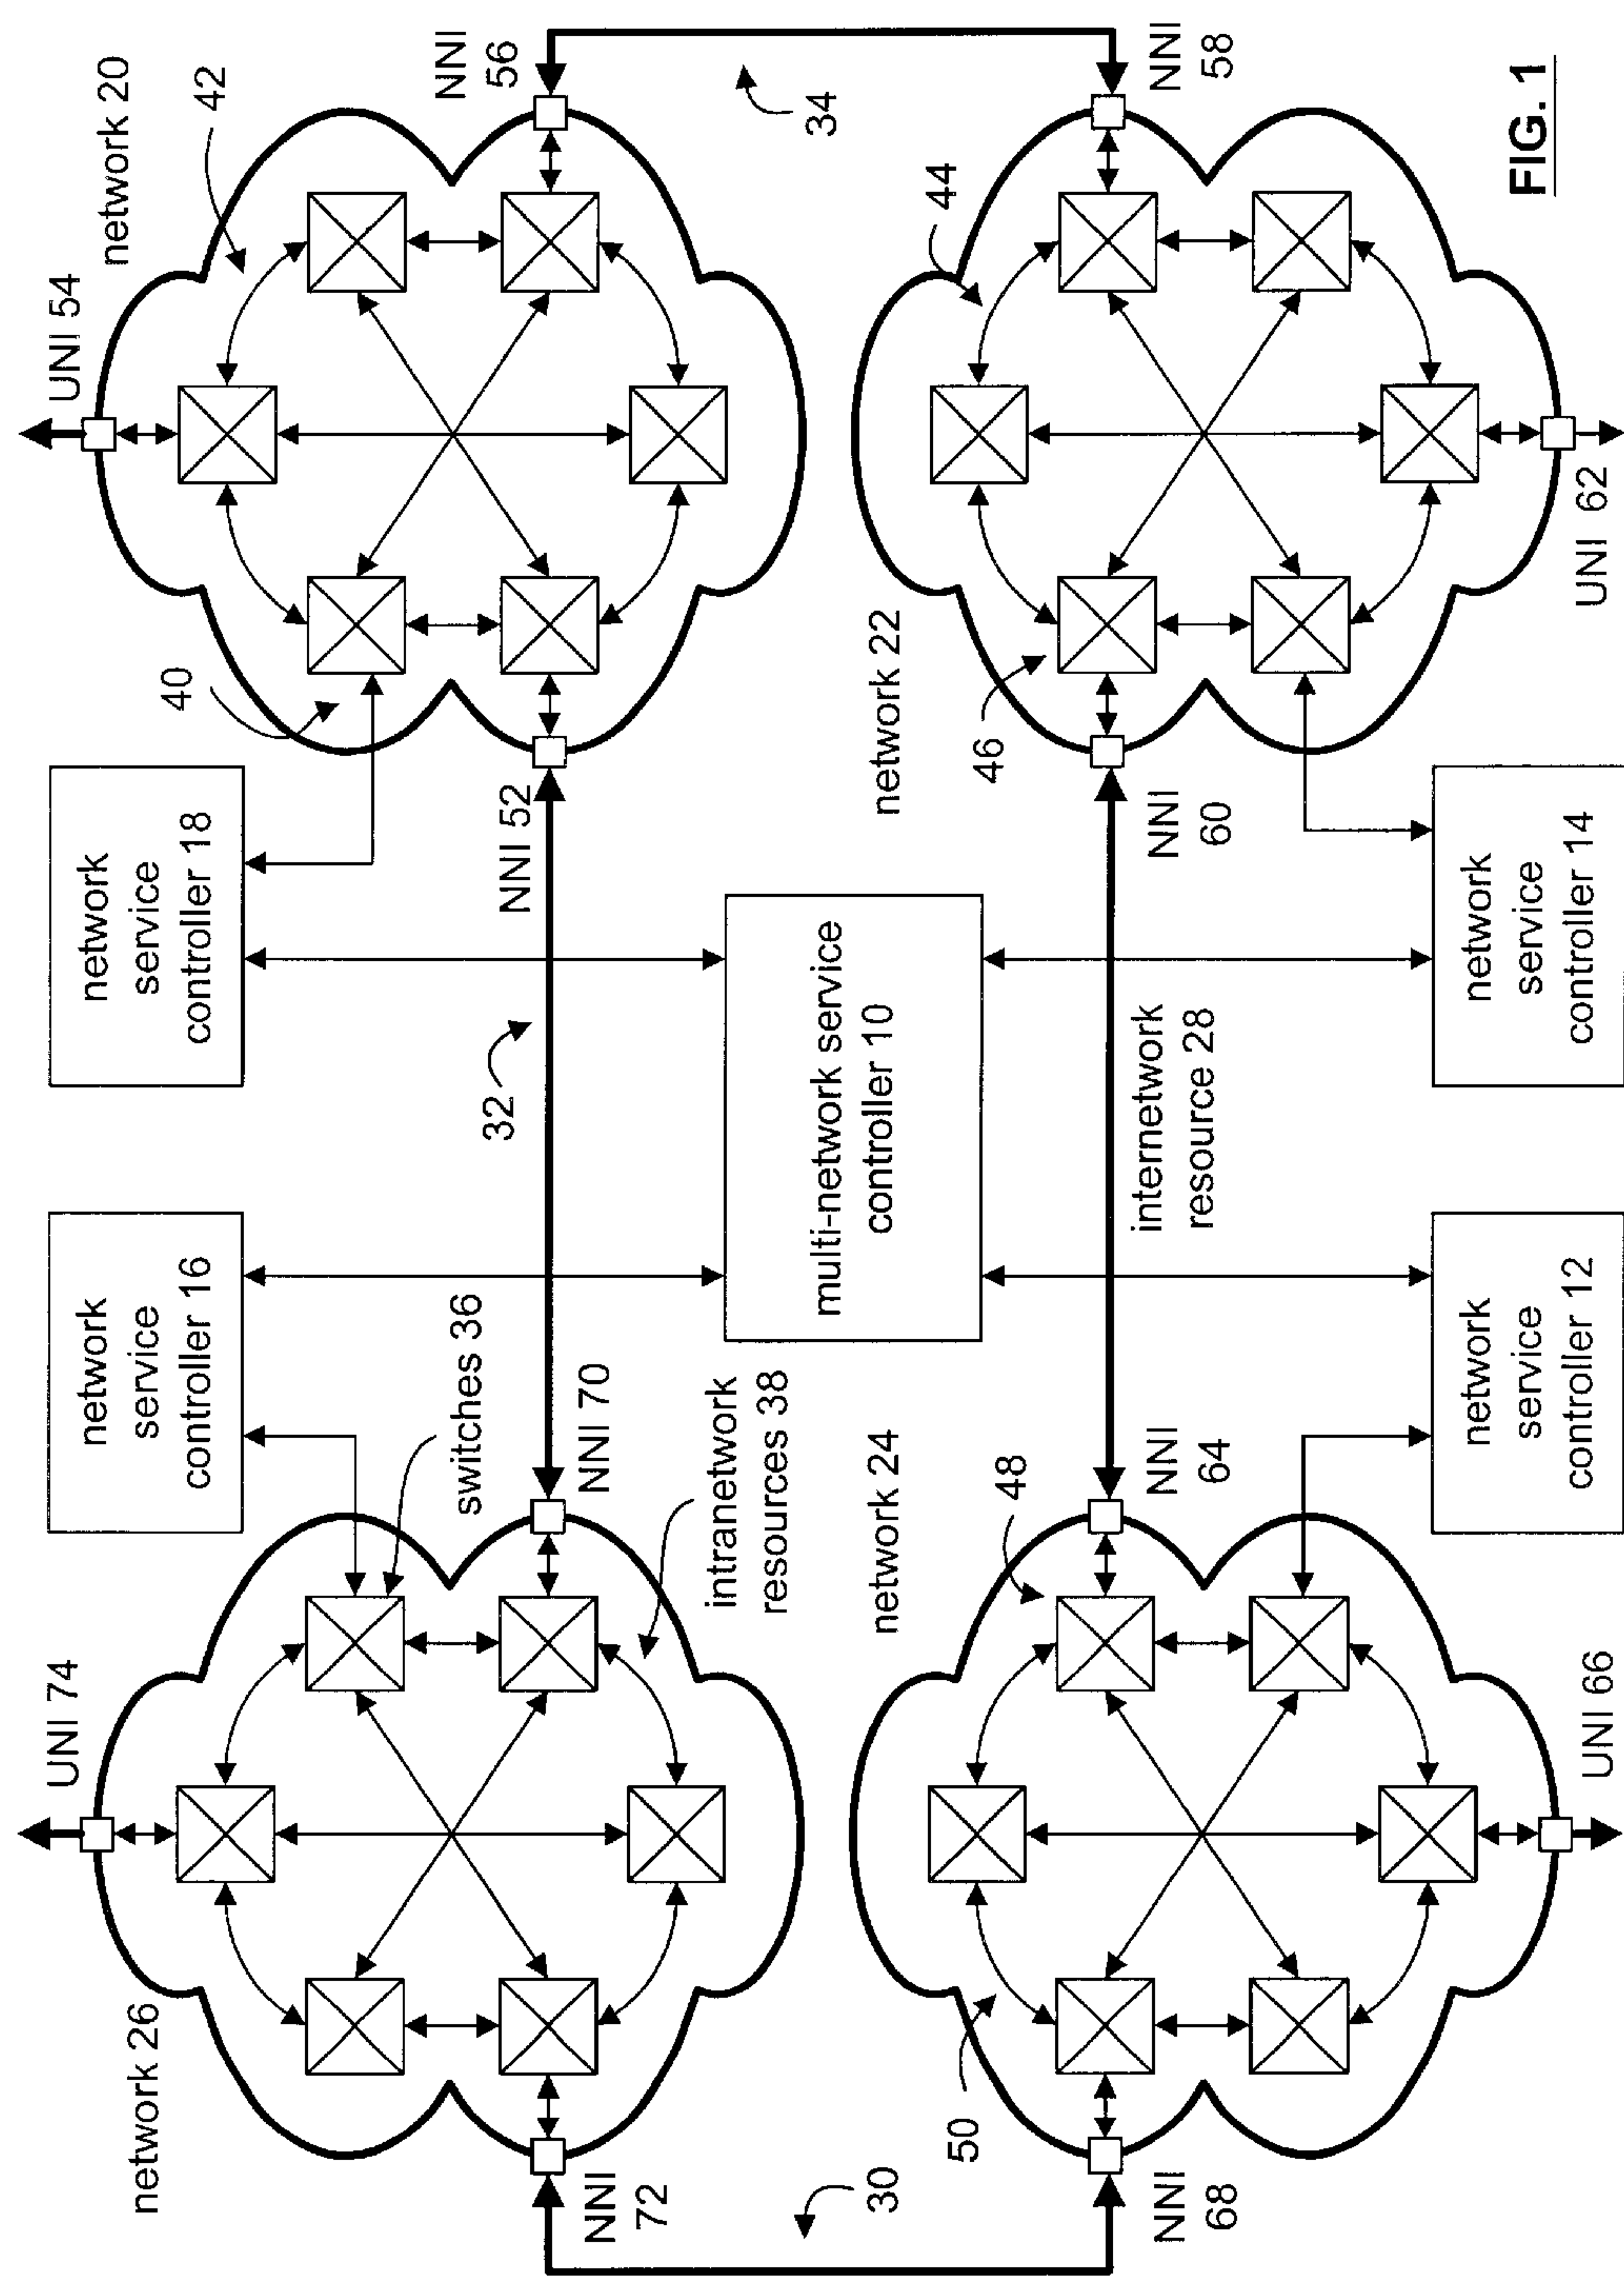 UNI 74
network 26
network
service
controller 16
network
service
controller 18
UNI 54
network 20
40
42
switches 36
32
NNI
72
NNI 70
NNI 52
NNI
56
intranetwork
resources 38
30
multi-network service
controller 10
34
network 24
network 22
50
48
46
44
NNI
68
NNI
64
internetwork
resource 28
NNI
60
NNI
58
network
service
controller 12
network
service
controller 14
UNI 66
UNI 62
FIG. 1